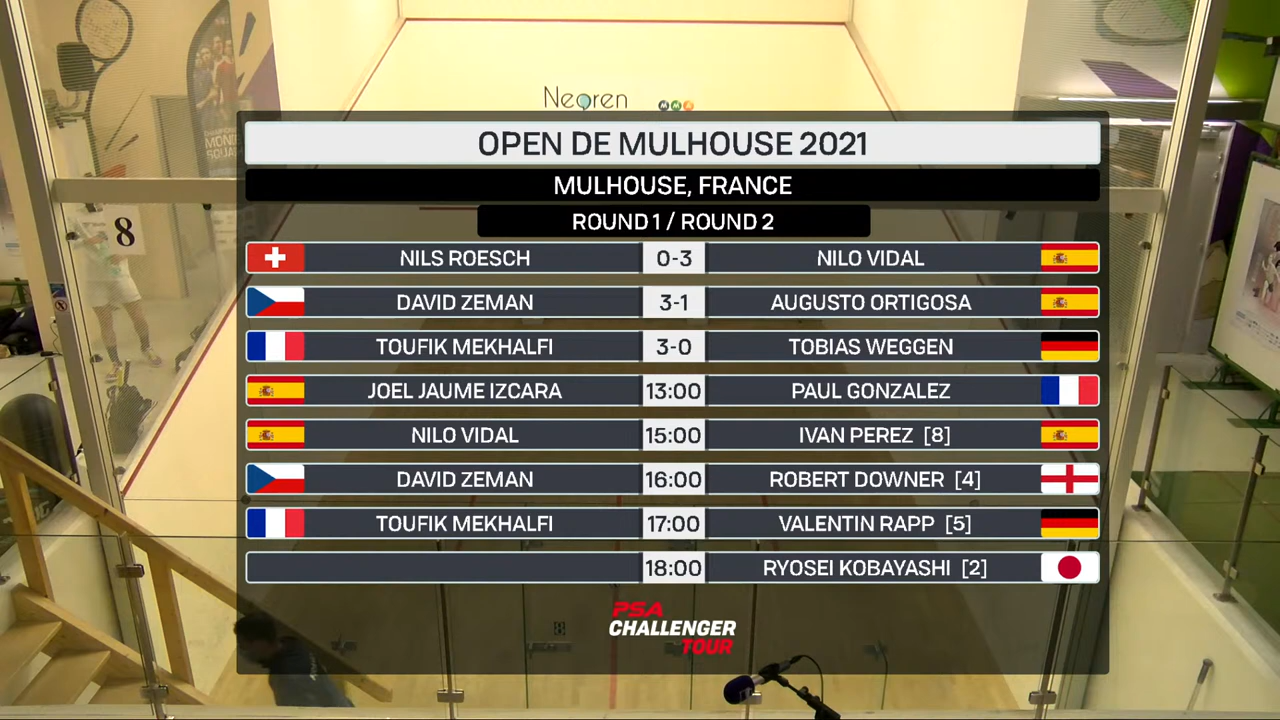 Neoren
MMA
8
OPEN DE MULHOUSE 2021
MULHOUSE, FRANCE
ROUND 1 / ROUND 2
NILS ROESCH 0-3 NILO VIDAL
DAVID ZEMAN 3-1 AUGUSTO ORTIGOSA
TOUFIK MEKHALFI 3-0 TOBIAS WEGGEN
JOEL JAUME IZCARA 13:00 PAUL GONZALEZ
NILO VIDAL 15:00 IVAN PEREZ [8]
DAVID ZEMAN 16:00 ROBERT DOWNER [4]
TOUFIK MEKHALFI 17:00 VALENTIN RAPP [5]
18:00 RYOSEI KOBAYASHI [2]
PSA
CHALLENGER
TOUR